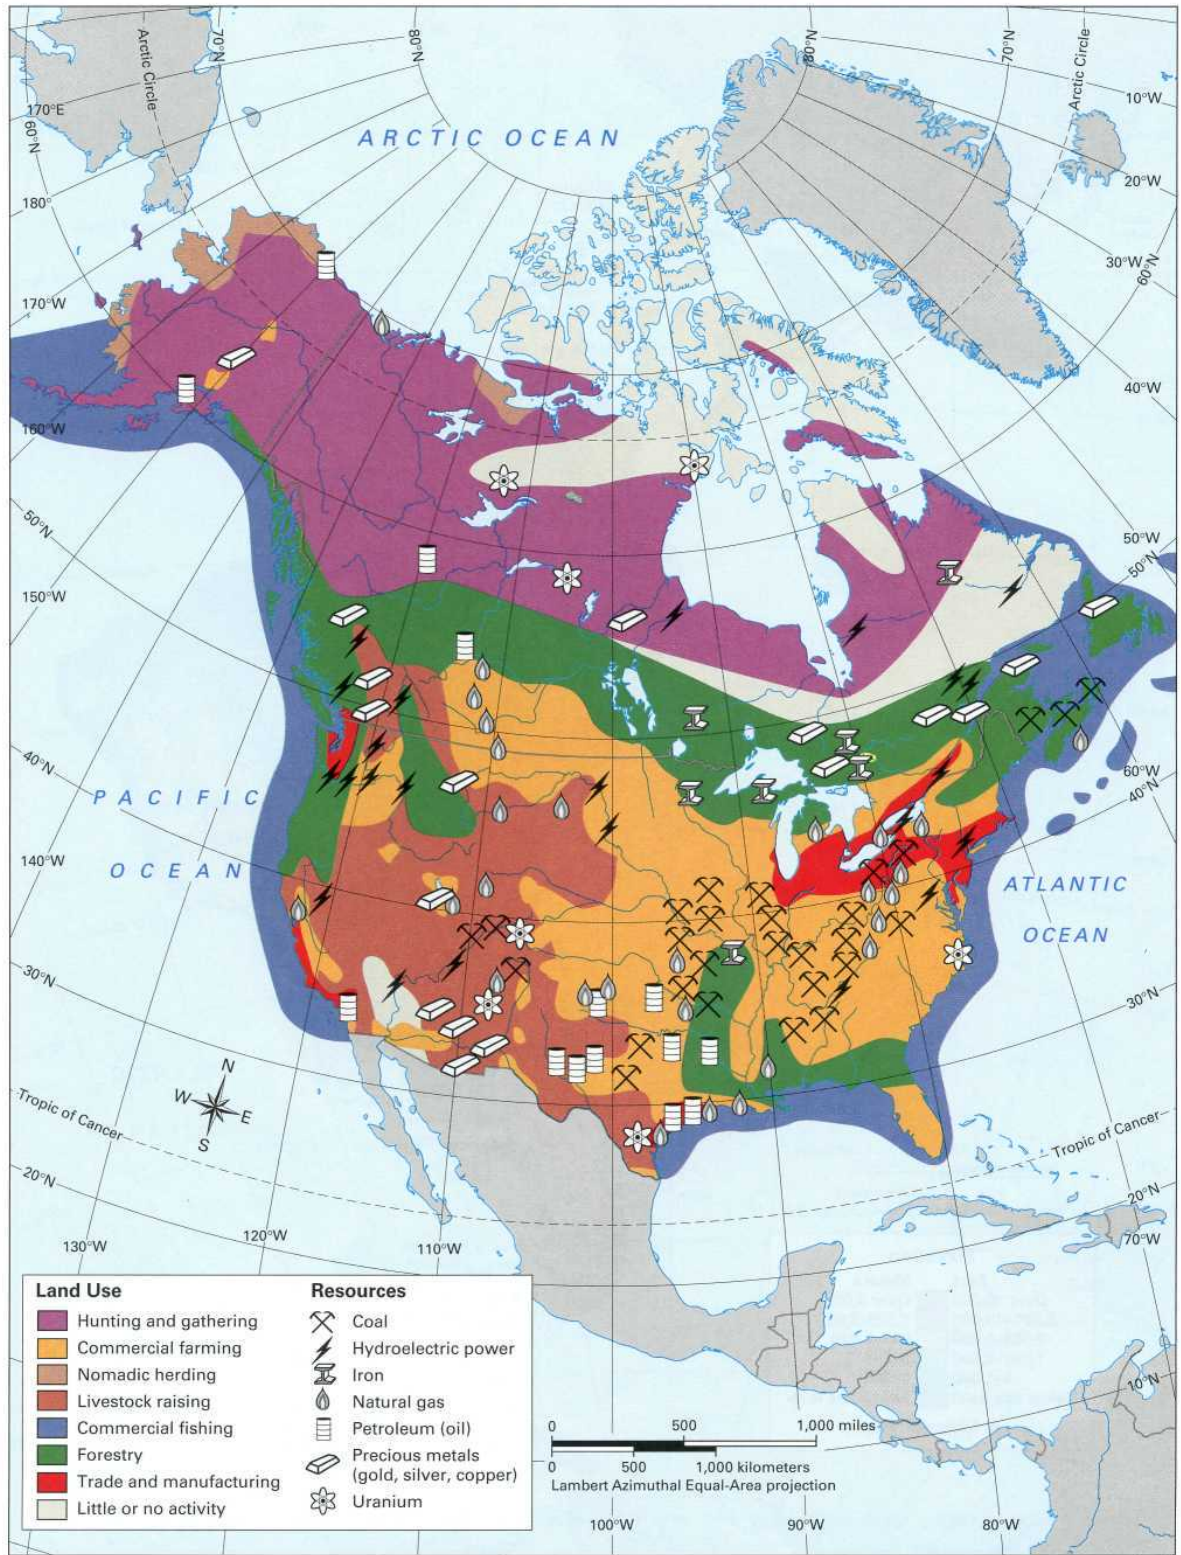 80°N
70°N
80°N
70°N
Arctic Circle
Arctic Circle
170°E
60°N
10°W
ARCTIC OCEAN
20°W
180°
30°W
60°N
170°W
40°W
160°W
50°N
50°W
50°N
150°W
60°W
40°N
40°N
PACIFIC
OCEAN
140°W
ATLANTIC
OCEAN
30°N
30°N
N
W
E
S
Tropic of Cancer
Tropic of Cancer
20°N
20°N
70°W
130°W
120°W
110°W
10°N
Land Use
Hunting and gathering
Commercial farming
Nomadic herding
Livestock raising
Commercial fishing
Forestry
Trade and manufacturing
Little or no activity
Resources
Coal
Hydroelectric power
Iron
Natural gas
Petroleum (oil)
Precious metals
(gold, silver, copper)
Uranium
0 500 1,000 miles
0 500 1,000 kilometers
Lambert Azimuthal Equal-Area projection
100°W
90°W
80°W